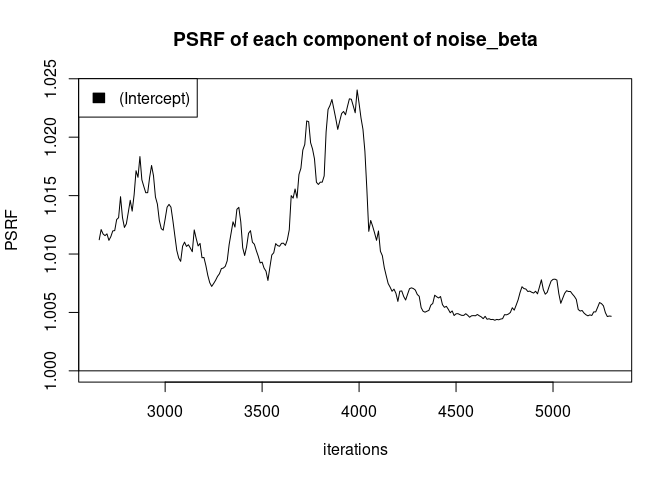 PSRF of each component of noise_beta
(Intercept)
PSRF
1.025
1.020
1.015
1.010
1.005
1.000
3000 3500 4000 4500 5000
iterations